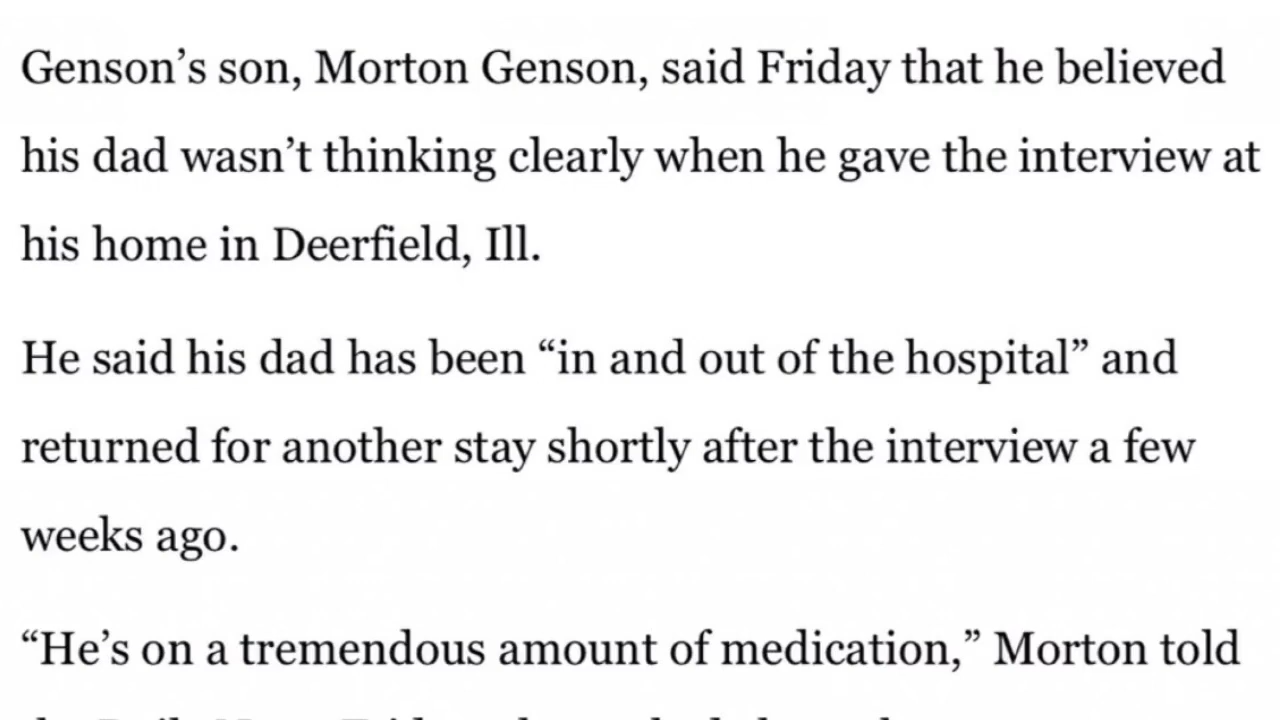 Genson’s son, Morton Genson, said Friday that he believed
his dad wasn’t thinking clearly when he gave the interview at
his home in Deerfield, Ill.
He said his dad has been “in and out of the hospital” and
returned for another stay shortly after the interview a few
weeks ago.
“He’s on a tremendous amount of medication,” Morton told